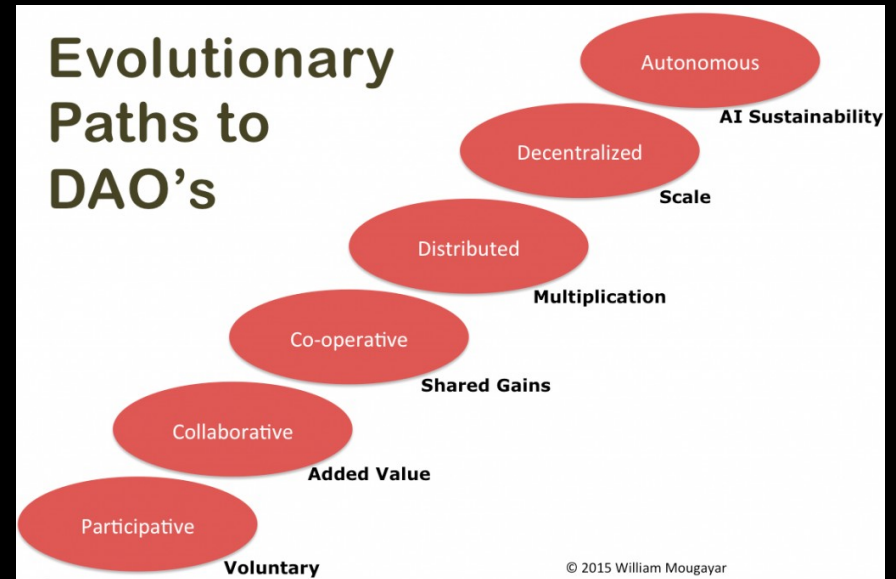 Evolutionary
Paths to
DAO's
Autonomous
AI Sustainability
Decentralized
Scale
Distributed
Multiplication
Co-operative
Shared Gains
Collaborative
Added Value
Participative
Voluntary
© 2015 William Mougayar